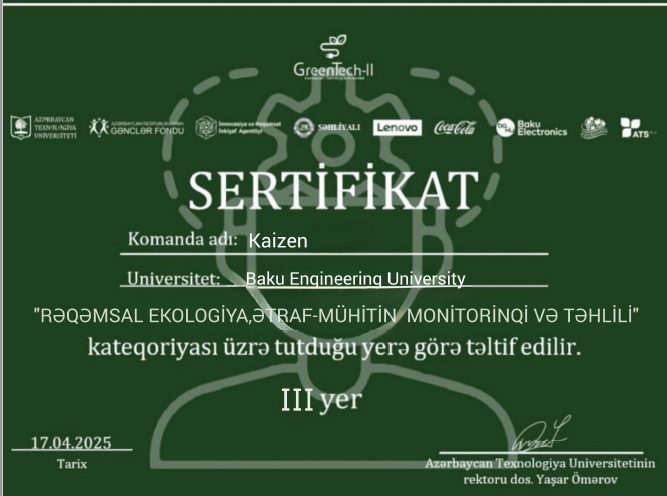 GreenTech-II
AZƏRBAYCAN
TEXNOLOGİYA
UNİVERSİTETİ
AZƏRBAYCAN RESPUBLİKASININ
GƏNCLƏR FONDU
İnnovasiya və Rəqəmsal
İnkişaf Agentliyi
SƏHLİYALI
Lenovo
Coca-Cola
Baku
Electronics
ATS
SERTİFİKAT
Komanda adı: Kaizen
Universitet: Baku Engineering University
"RƏQƏMSAL EKOLOGİYA,ƏTRAF-MÜHİTİN MONİTORİNQİ VƏ TƏHLİLİ"
kateqoriyası üzrə tutduğu yerə görə təltif edilir.
III yer
17.04.2025
Tarix
Azərbaycan Texnologiya Universitetinin
rektoru dos. Yaşar Ömərov